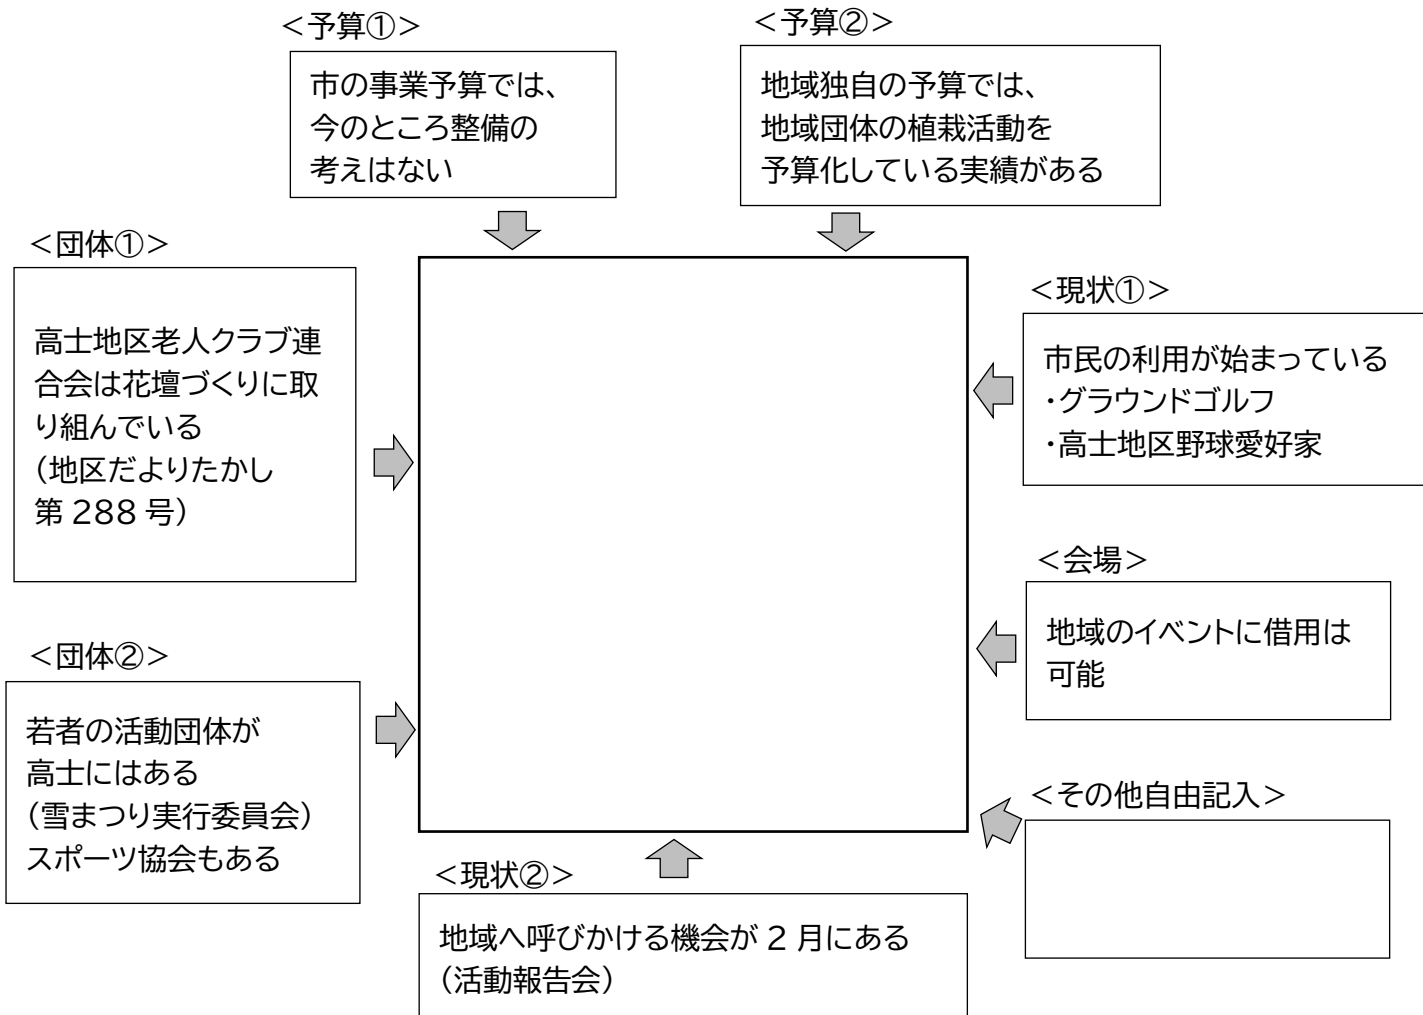 ＜予算①＞
市の事業予算では、
今のところ整備の
考えはない
＜予算②＞
地域独自の予算では、
地域団体の植栽活動を
予算化している実績がある
＜団体①＞
高士地区老人クラブ連
合会は花壇づくりに取
り組んでいる
（地区だよりたかし
第 288 号）
＜現状①＞
市民の利用が始まっている
・グラウンドゴルフ
・高士地区野球愛好家
＜会場＞
地域のイベントに借用は
可能
＜団体②＞
若者の活動団体が
高士にはある
（雪まつり実行委員会）
スポーツ協会もある
＜その他自由記入＞
＜現状②＞
地域へ呼びかける機会が 2 月にある
（活動報告会）